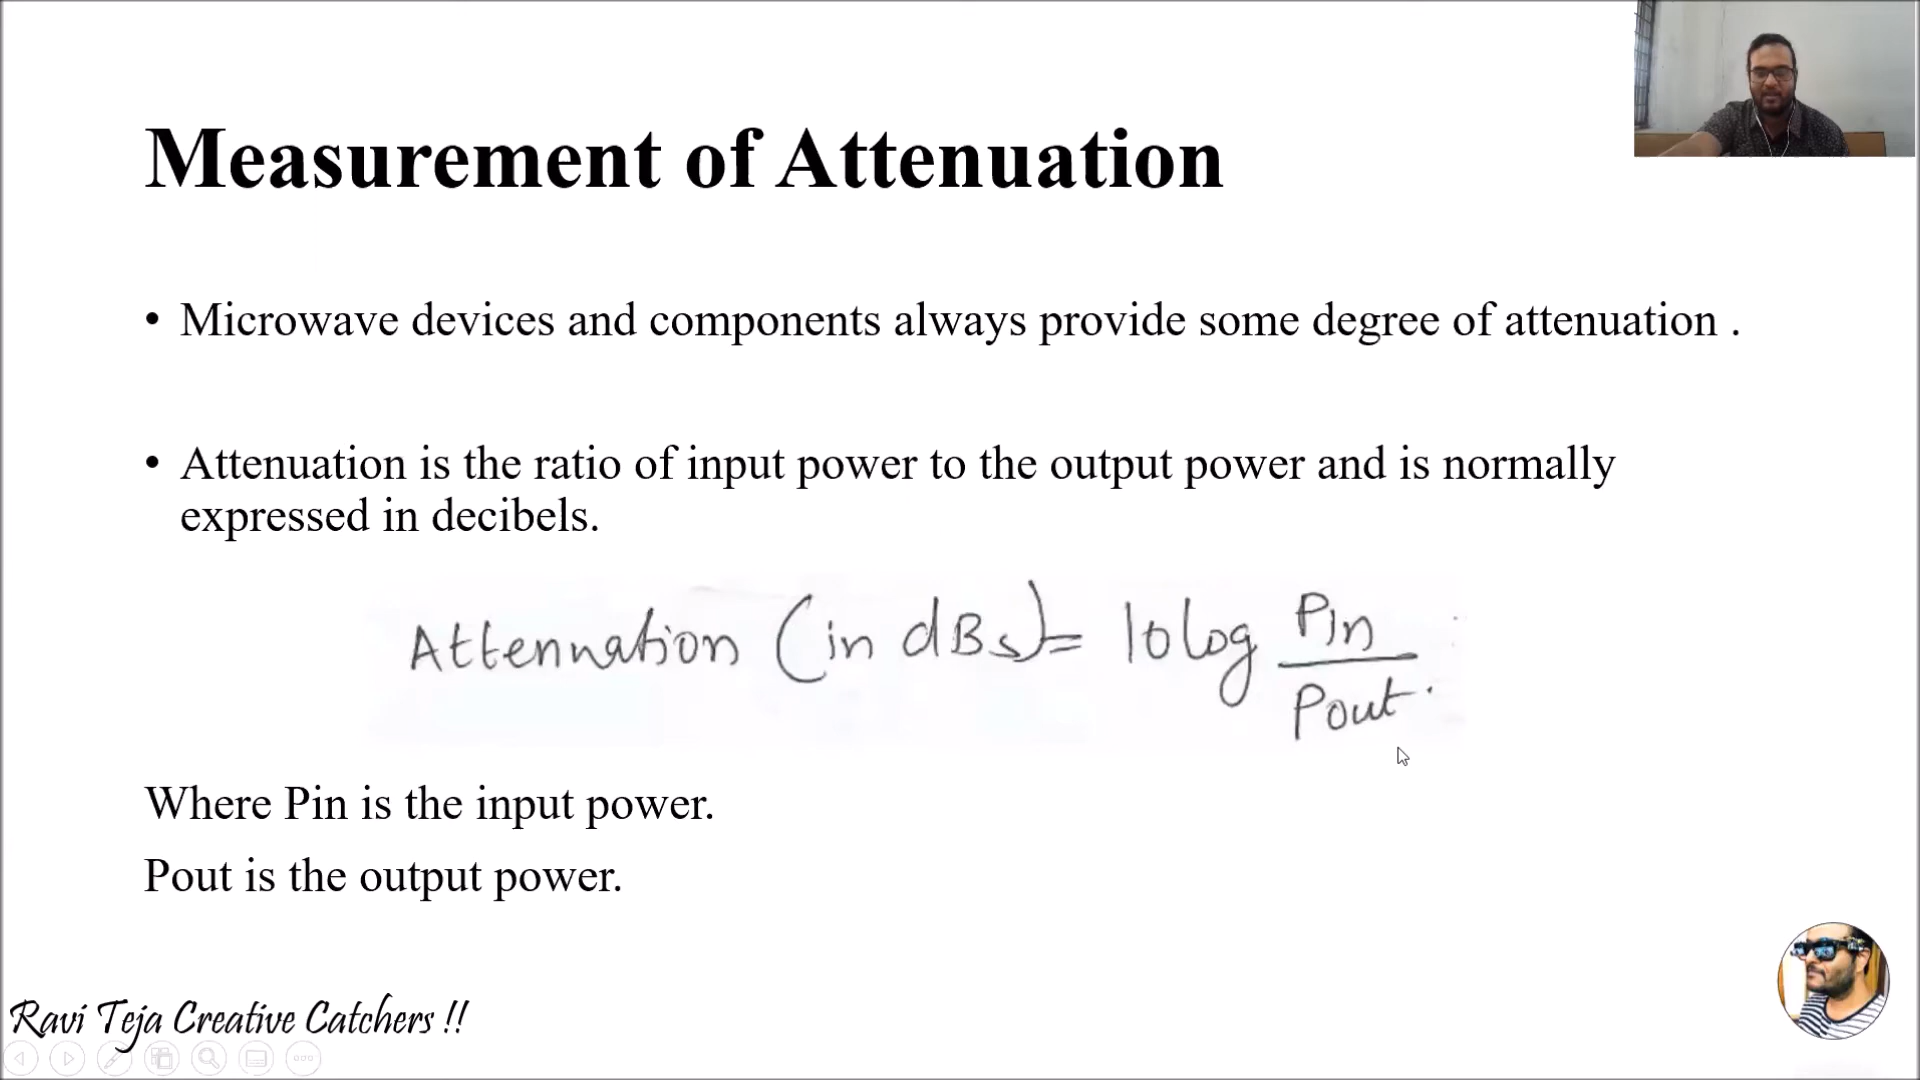 Measurement of Attenuation
• Microwave devices and components always provide some degree of attenuation .
• Attenuation is the ratio of input power to the output power and is normally
expressed in decibels.
Attennation (in dBs)= 10 log Pin
Pout.
Where Pin is the input power.
Pout is the output power.
Ravi Teja Creative Catchers !!